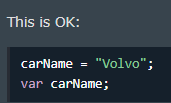 This is OK:
carName = "Volvo";
var carName;